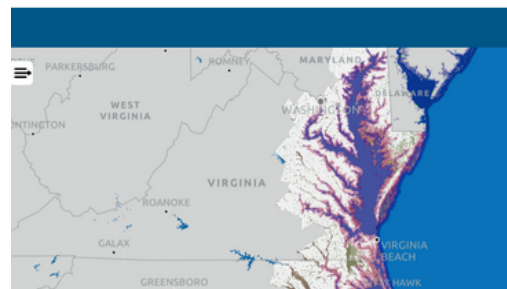 PARKERSBURG
ROMNEY
MARYLAND
DELAWARE
WEST
VIRGINIA
WASHINGTON
NTINGTON
VIRGINIA
ROANOKE
GALAX
VIRGINIA
BEACH
GREENSBORO
HAWK